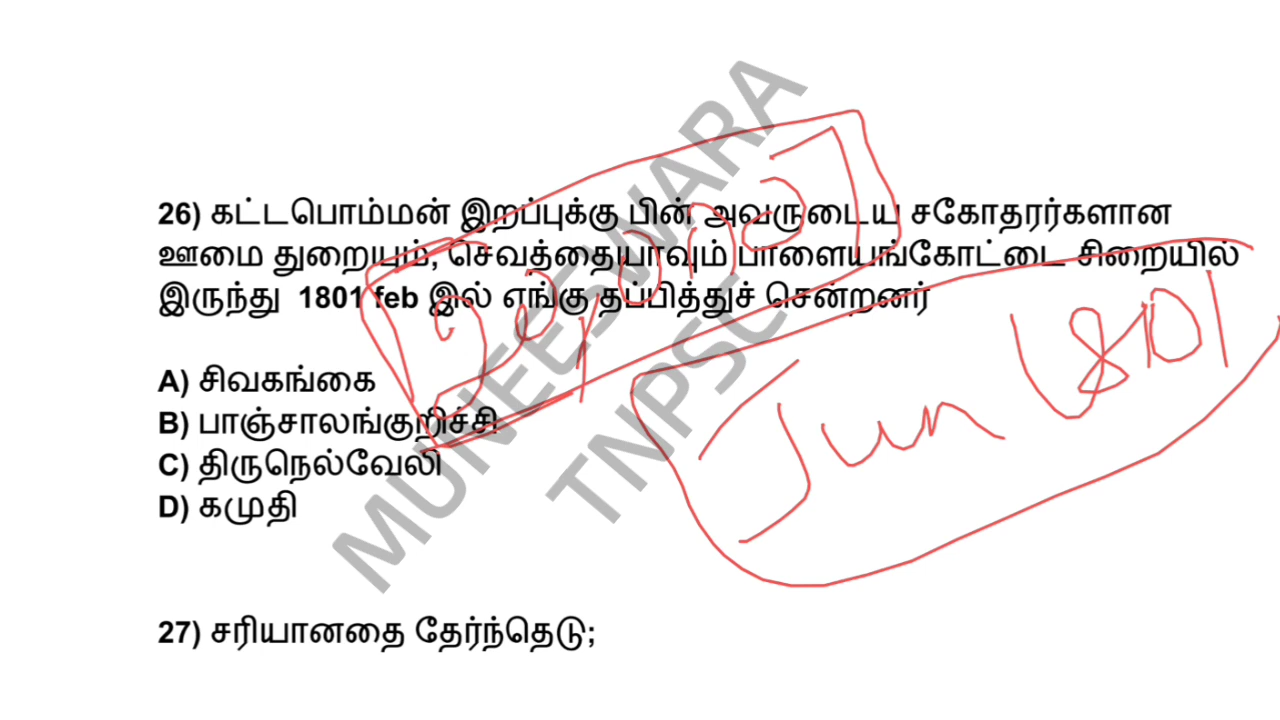 26) கட்டபொம்மன் இறப்புக்கு பின் அவருடைய சகோதரர்களான
ஊமை துறையும், செவத்தையாவும் பாளையங்கோட்டை சிறையில்
இருந்து 1801 feb இல் எங்கு தப்பித்துச் சென்றனர்
A) சிவகங்கை
B) பாஞ்சாலங்குறிச்சி
C) திருநெல்வேலி
D) கமுதி
27) சரியானதை தேர்ந்தெடு;
MUNEESWARA
TNPSC
Jun 1801